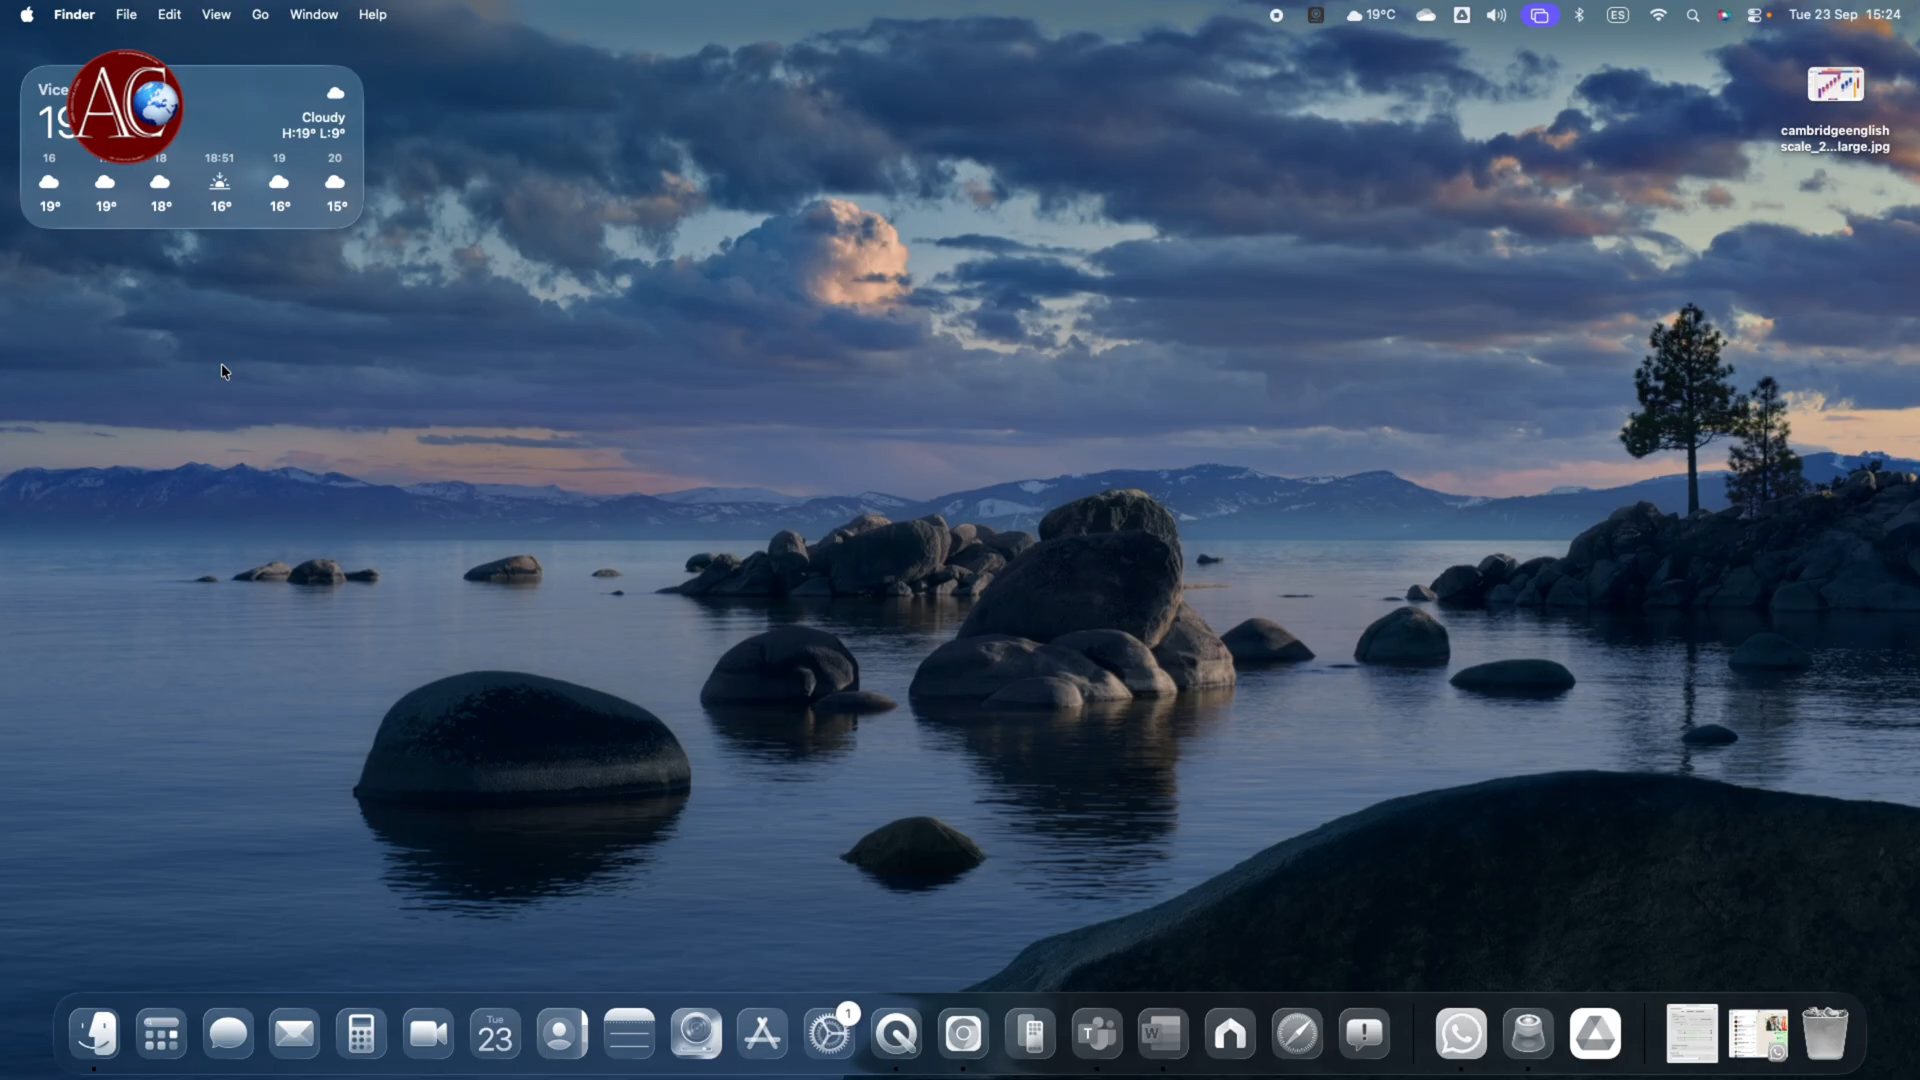 Finder File Edit View Go Window Help
19°C ES Tue 23 Sep 15:24
AC
Cloudy
H:19° L:9°
16 18 18:51 19 20
19° 19° 18° 16° 16° 15°
cambridgeenglish
scale_2...large.jpg
Tue
23
1
T
W